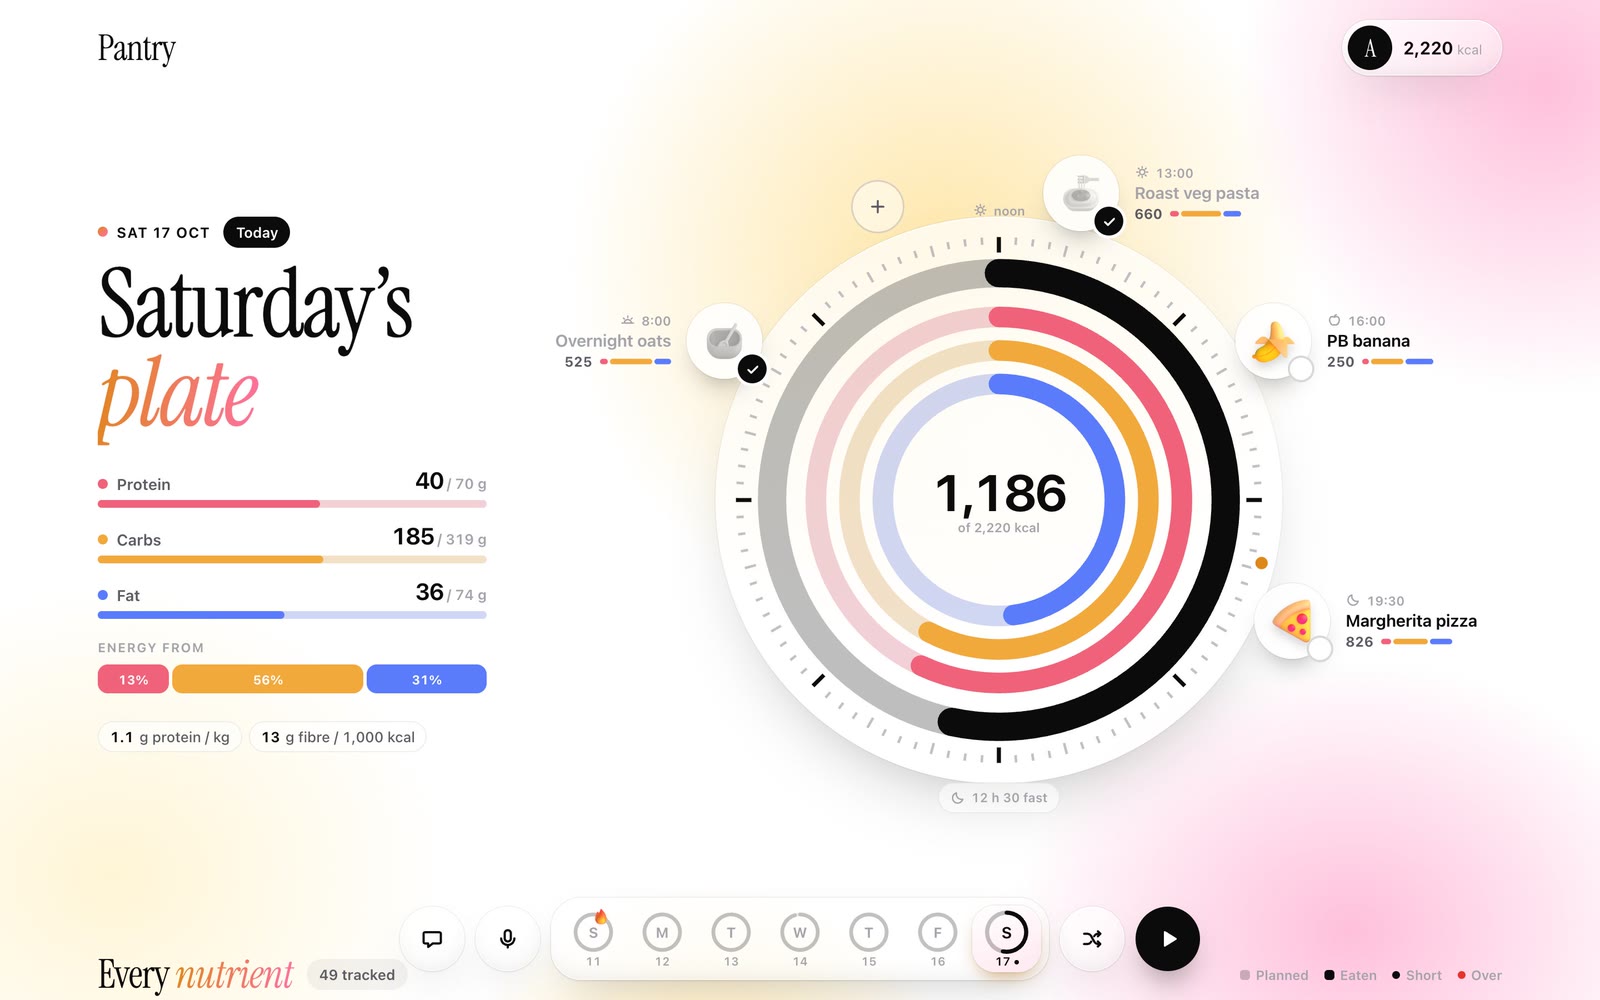 Pantry
A 2,220 kcal
SAT 17 OCT Today
Saturday’s
plate
Protein 40 / 70 g
Carbs 185 / 319 g
Fat 36 / 74 g
ENERGY FROM
13% 56% 31%
1.1 g protein / kg 13 g fibre / 1,000 kcal
noon
13:00
Roast veg pasta
660
8:00
Overnight oats
525
16:00
PB banana
250
1,186
of 2,220 kcal
19:30
Margherita pizza
826
12 h 30 fast
S M T W T F S
11 12 13 14 15 16 17
Every nutrient 49 tracked
Planned Eaten Short Over